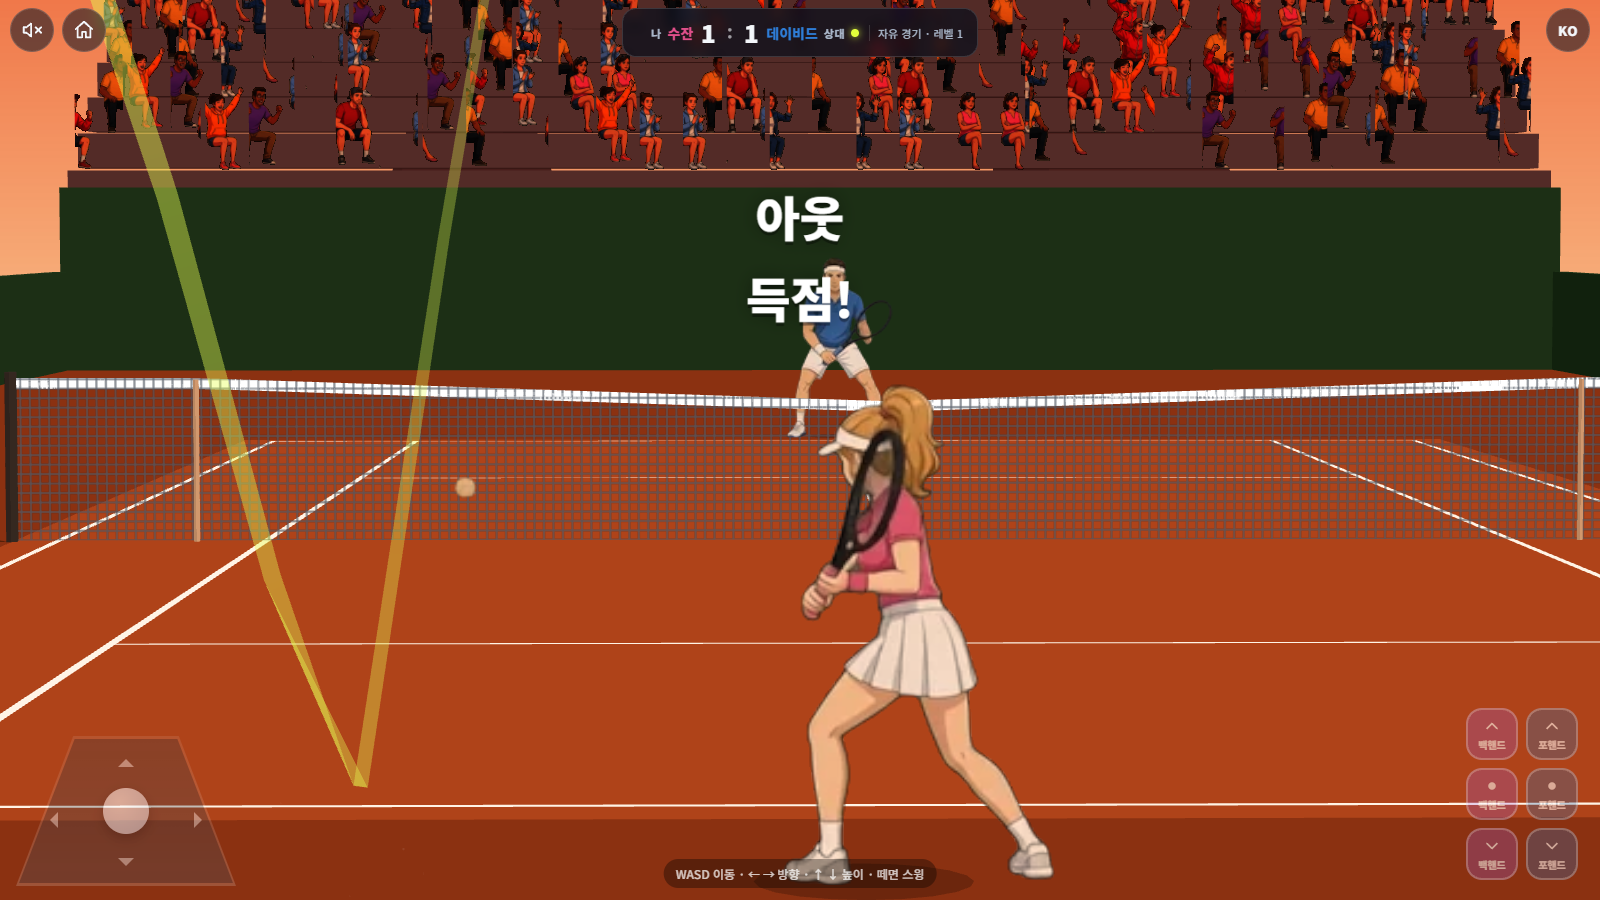 나 수잔 1 : 1 데이비드 상대 자유 경기 · 레벨 1
KO
아웃
득점!
백핸드 포핸드
백핸드 포핸드
백핸드 포핸드
WASD 이동 · ←→ 방향 · ↑↓ 높이 · 떼면 스윙